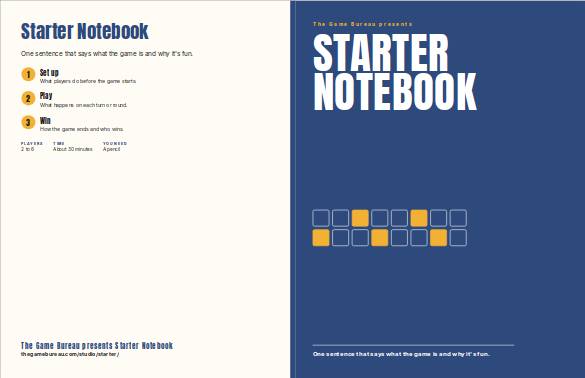 Starter Notebook
One sentence that says what the game is and why it's fun.
1
Set up
What players do before the game starts.
2
Play
What happens on each turn or round.
3
Win
How the game ends and who wins.
PLAYERS TIME YOU NEED
2 to 6 About 30 minutes A pencil
The Game Bureau presents Starter Notebook
thegamebureau.com/studio/starter/
The Game Bureau presents
STARTER
NOTEBOOK
One sentence that says what the game is and why it's fun.